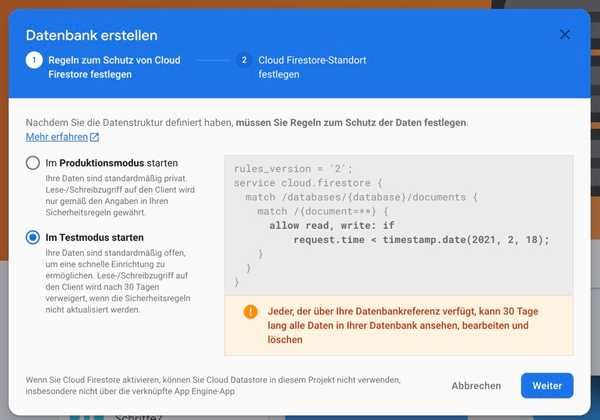 Datenbank erstellen
1 Regeln zum Schutz von Cloud
Firestore festlegen
2 Cloud Firestore-Standort
festlegen
Nachdem Sie die Datenstruktur definiert haben, müssen Sie Regeln zum Schutz der Daten festlegen.
Mehr erfahren
Im Produktionsmodus starten
Ihre Daten sind standardmäßig privat.
Lese-/Schreibzugriff auf den Client wird
nur gemäß den Angaben in Ihren
Sicherheitsregeln gewährt.
Im Testmodus starten
Ihre Daten sind standardmäßig offen,
um eine schnelle Einrichtung zu
ermöglichen. Lese-/Schreibzugriff auf
den Client wird nach 30 Tagen
verweigert, wenn die Sicherheitsregeln
nicht aktualisiert werden.
rules_version = '2';
service cloud.firestore {
match /databases/{database}/documents {
match /{document=**} {
allow read, write: if
request.time < timestamp.date(2021, 2, 18);
}
}
}
Jeder, der über Ihre Datenbankreferenz verfügt, kann 30 Tage
lang alle Daten in Ihrer Datenbank ansehen, bearbeiten und
löschen
Wenn Sie Cloud Firestore aktivieren, können Sie Cloud Datastore in diesem Projekt nicht verwenden,
insbesondere nicht über die verknüpfte App Engine-App
Abbrechen
Weiter
Schritte?